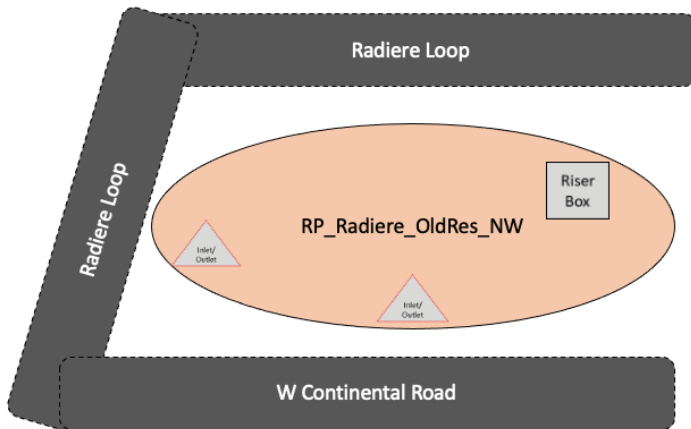 Radiere Loop
Radiere Loop
Riser
Box
RP_Radiere_OldRes_NW
Inlet/
Outlet
Inlet/
Outlet
W Continental Road